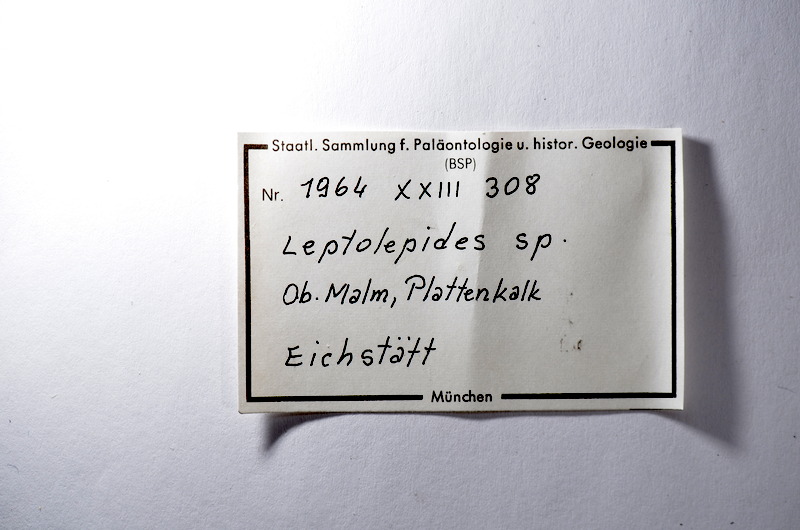 Staatl. Sammlung f. Paläontologie u. histor. Geologie
(BSP)
Nr. 1964 XXIII 308
Leptolepides sp.
Ob. Malm, Plattenkalk
Eichstätt
München